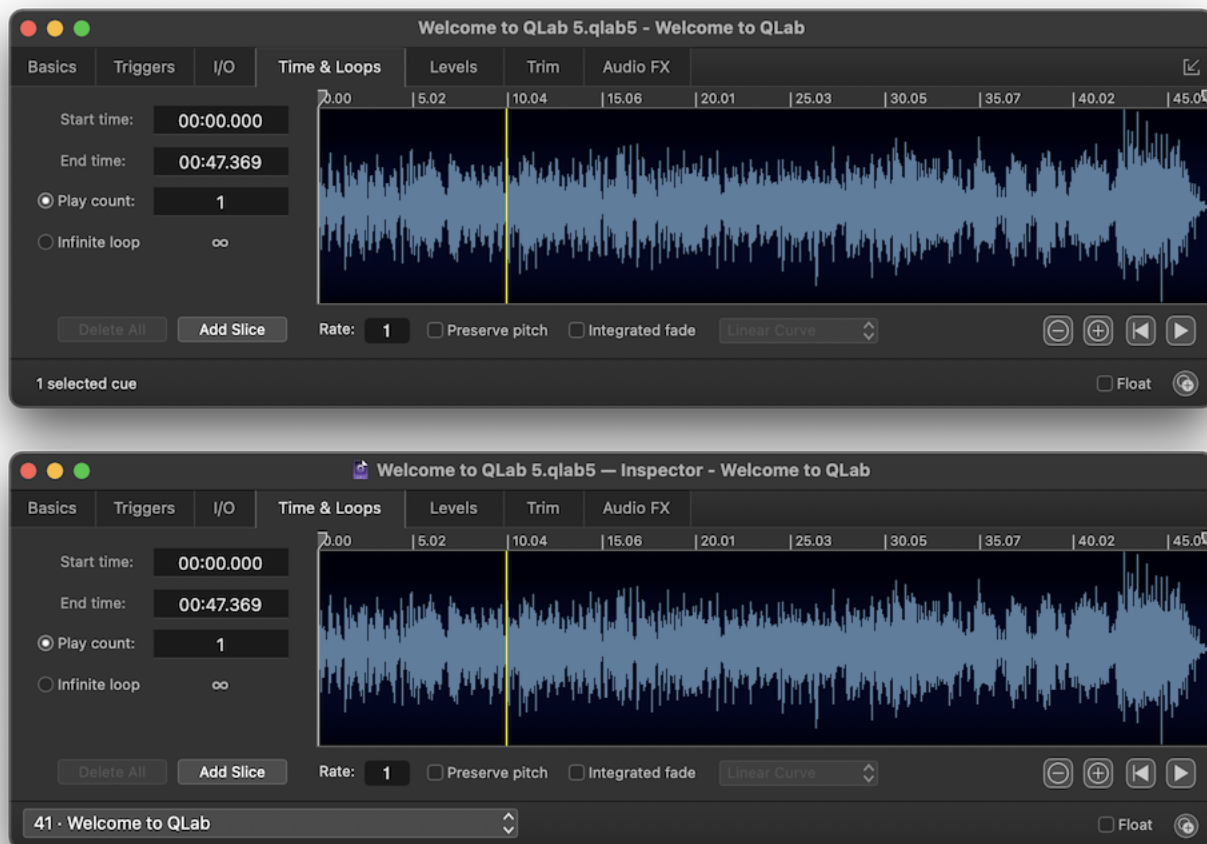 Welcome to QLab 5.qlab5 - Welcome to QLab
Basics Triggers I/O Time & Loops Levels Trim Audio FX
0.00 5.02 10.04 15.06 20.01 25.03 30.05 35.07 40.02 45.0
Start time: 00:00.000
End time: 00:47.369
Play count: 1
Infinite loop ∞
Delete All Add Slice Rate: 1 Preserve pitch Integrated fade Linear Curve
1 selected cue Float
Welcome to QLab 5.qlab5 — Inspector - Welcome to QLab
Basics Triggers I/O Time & Loops Levels Trim Audio FX
0.00 5.02 10.04 15.06 20.01 25.03 30.05 35.07 40.02 45.0
Start time: 00:00.000
End time: 00:47.369
Play count: 1
Infinite loop ∞
Delete All Add Slice Rate: 1 Preserve pitch Integrated fade Linear Curve
41 · Welcome to QLab Float